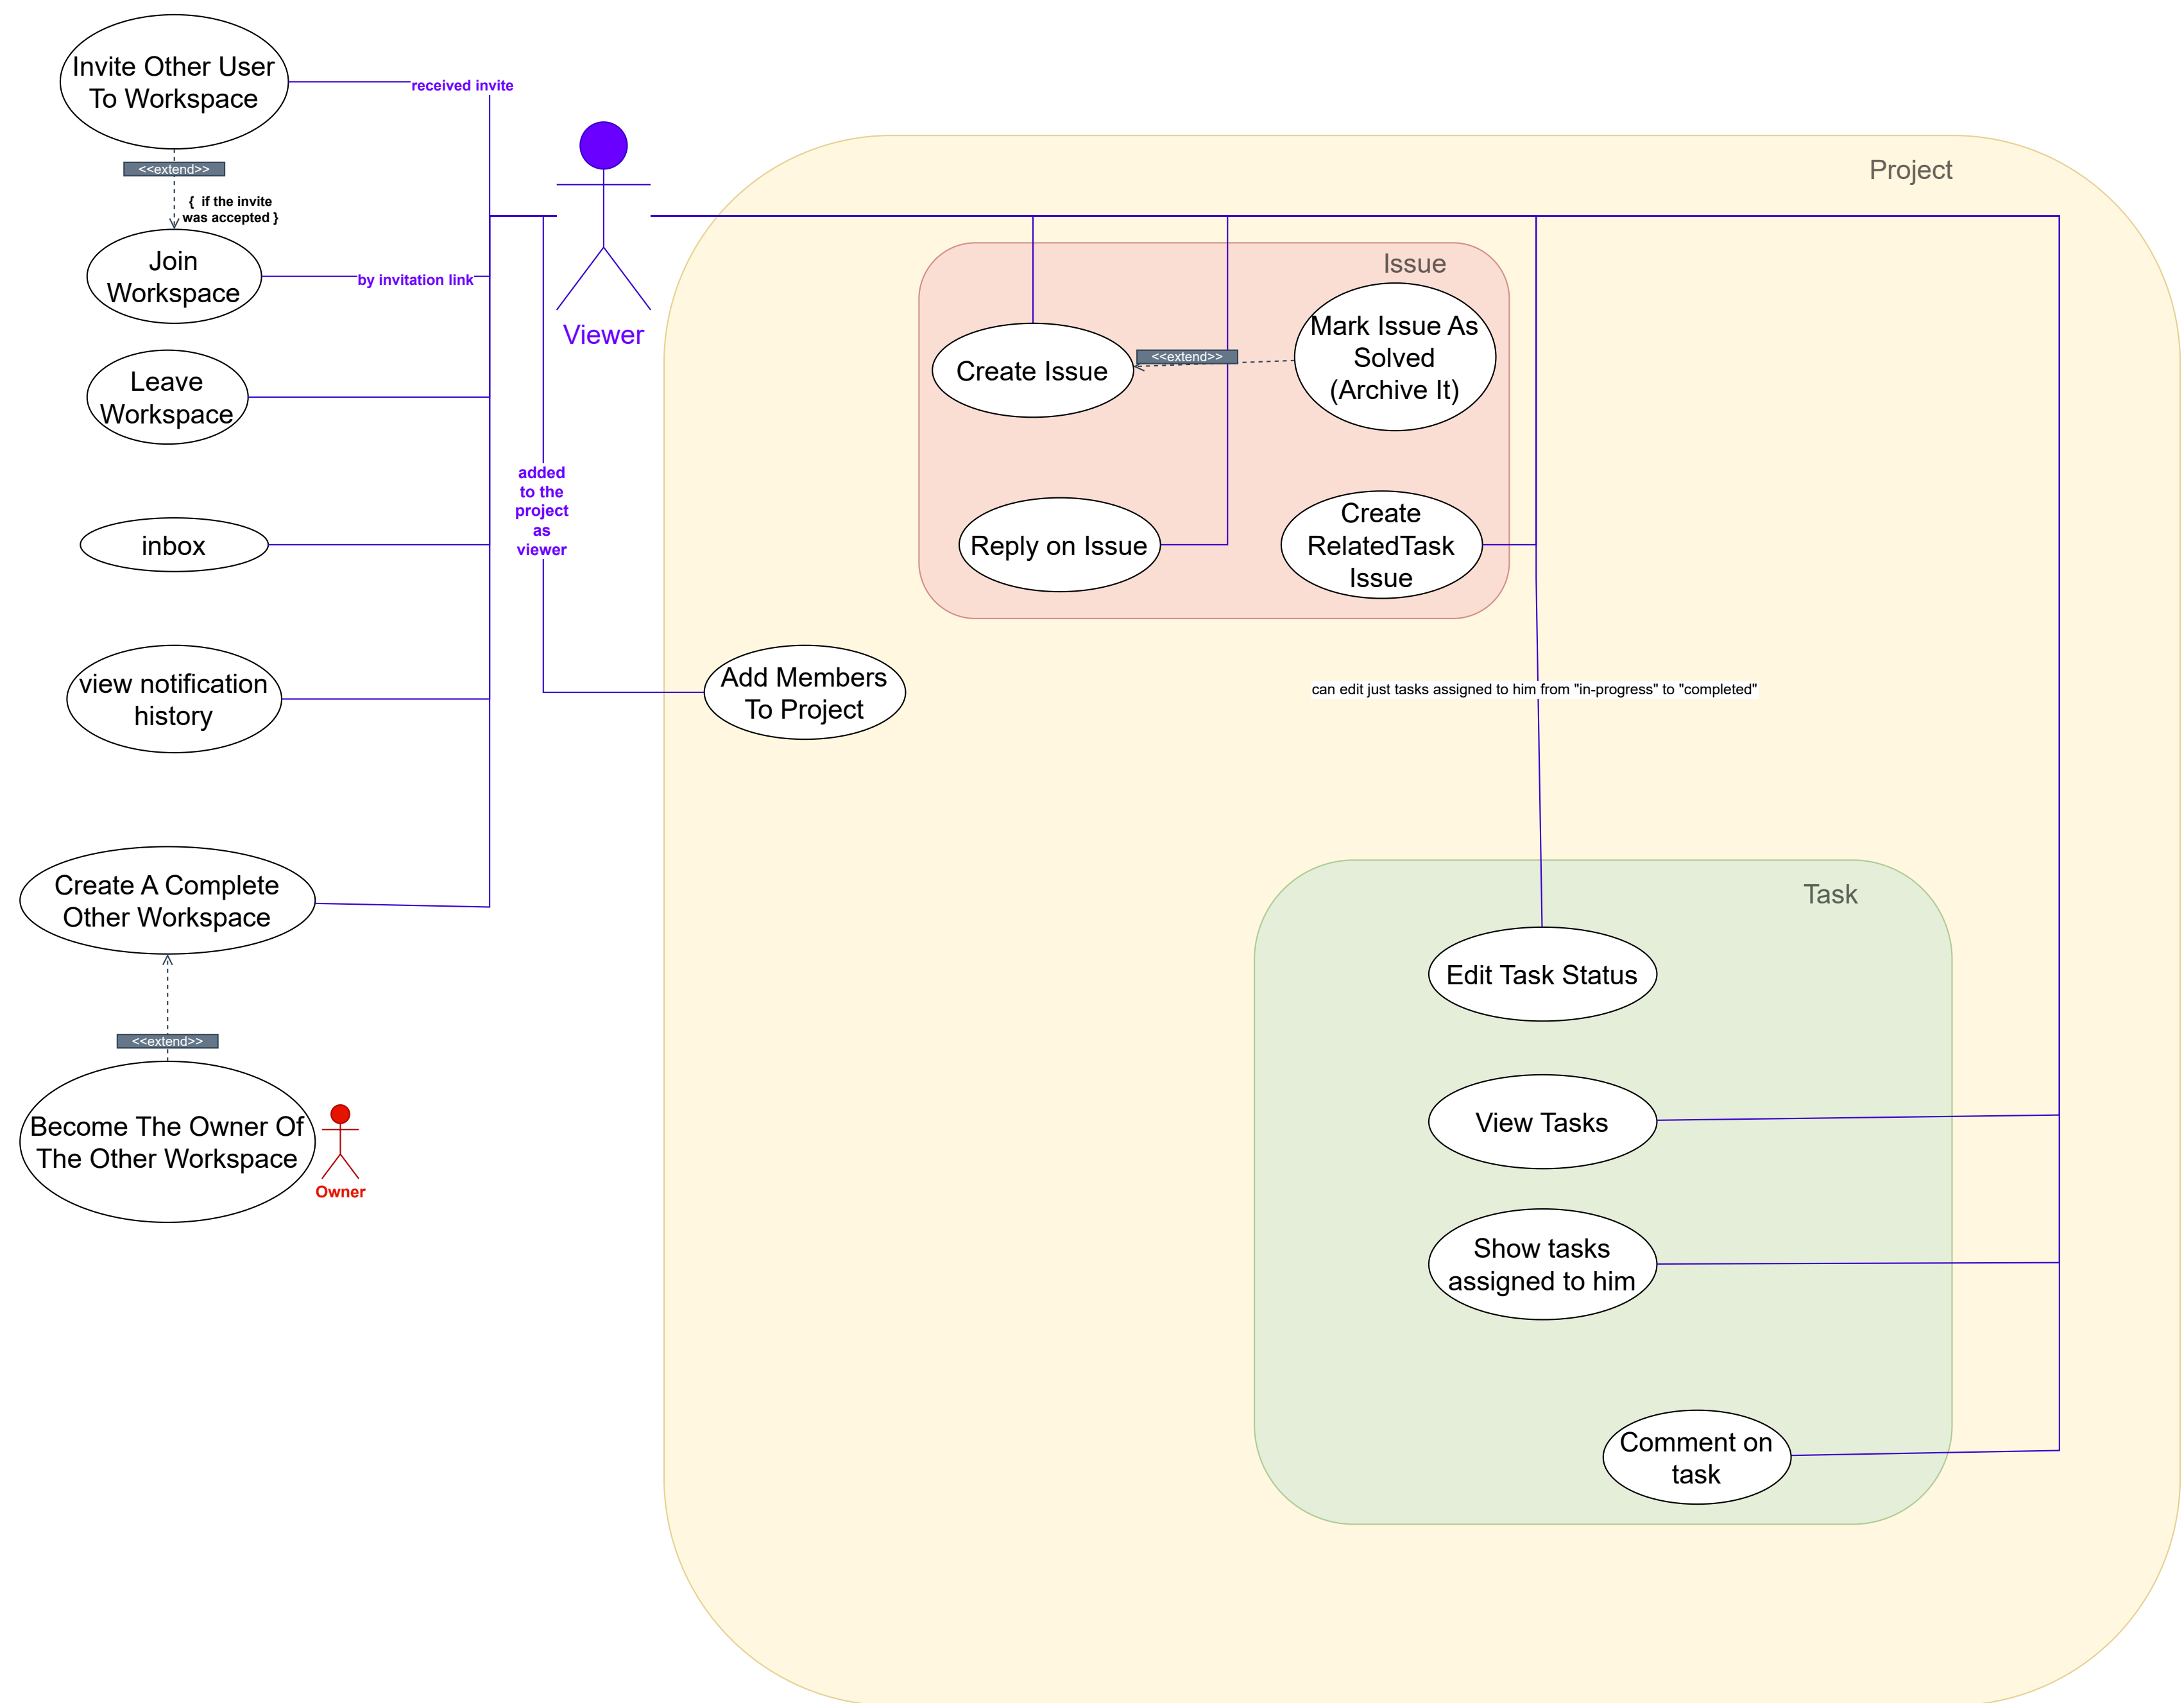 Invite Other User
To Workspace
received invite
<<extend>>
{  if the invite
was accepted }
Join
Workspace
by invitation link
Leave
Workspace
inbox
view notification
history
Create A Complete
Other Workspace
<<extend>>
Become The Owner Of
The Other Workspace
Owner
Viewer
added
to the
project
as
viewer
Project
Issue
Create Issue
<<extend>>
Mark Issue As
Solved
(Archive It)
Reply on Issue
Create
RelatedTask
Issue
Add Members
To Project
can edit just tasks assigned to him from "in-progress" to "completed"
Task
Edit Task Status
View Tasks
Show tasks
assigned to him
Comment on
task